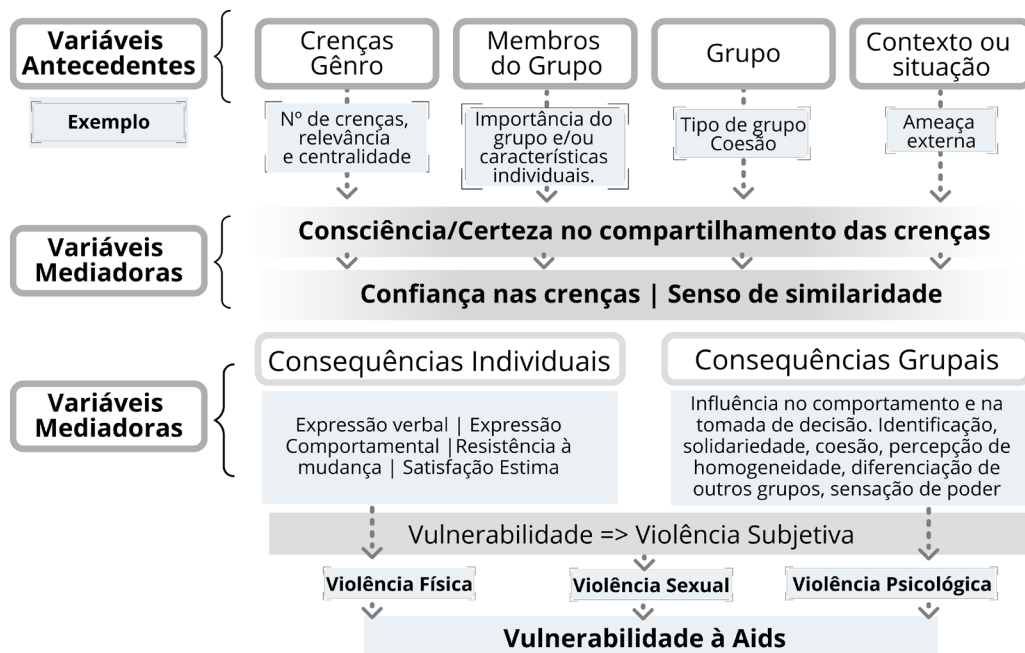 Variáveis
Antecedentes
Crenças
Gênro
Membros
do Grupo
Grupo
Contexto ou
situação
Exemplo
Nº de crenças,
relevância
e centralidade
Importância do
grupo e/ou
características
individuais.
Tipo de grupo
Coesão
Ameaça
externa
Variáveis
Mediadoras
Consciência/Certeza no compartilhamento das crenças
Confiança nas crenças | Senso de similaridade
Variáveis
Mediadoras
Consequências Individuais
Expressão verbal | Expressão
Comportamental |Resistência à
mudança | Satisfação Estima
Consequências Grupais
Influência no comportamento e na
tomada de decisão. Identificação,
solidariedade, coesão, percepção de
homogeneidade, diferenciação de
outros grupos, sensação de poder
Vulnerabilidade => Violência Subjetiva
Violência Física
Violência Sexual
Violência Psicológica
Vulnerabilidade à Aids